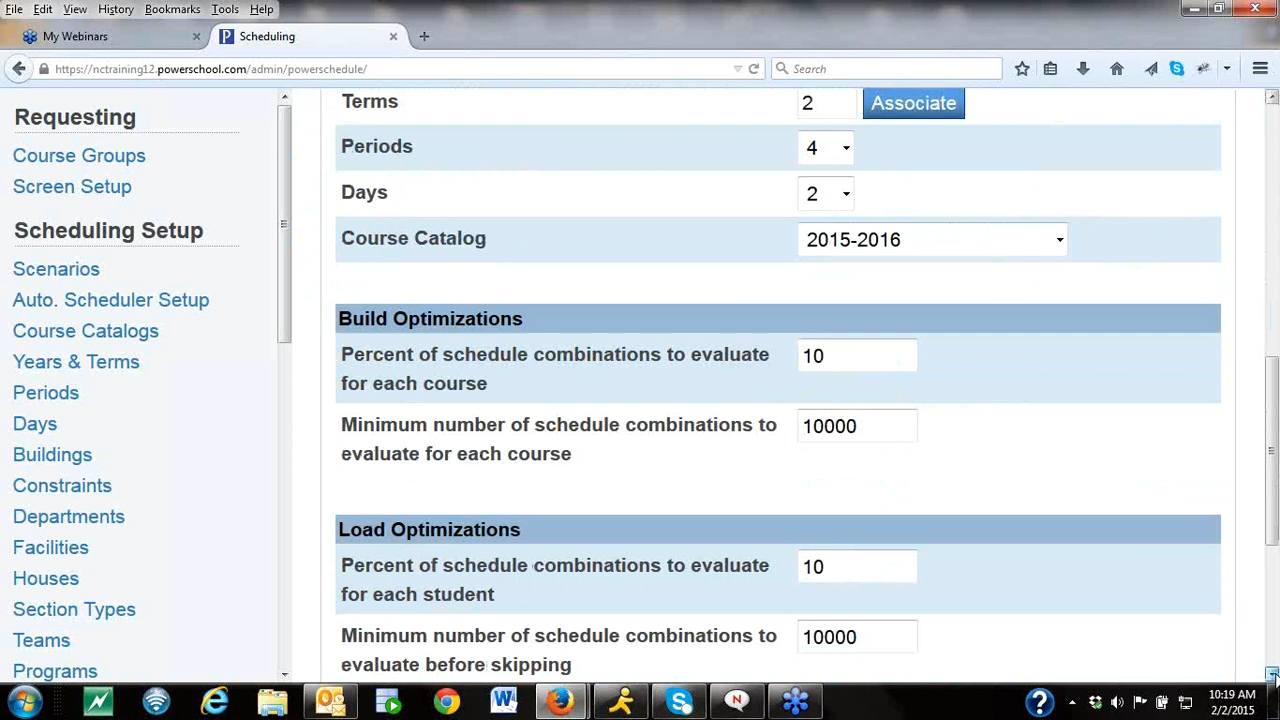 File Edit View History Bookmarks Tools Help
My Webinars
Scheduling
https://nctraining12.powerschool.com/admin/powerschedule/
Search
Requesting
Course Groups
Screen Setup
Scheduling Setup
Scenarios
Auto. Scheduler Setup
Course Catalogs
Years & Terms
Periods
Days
Buildings
Constraints
Departments
Facilities
Houses
Section Types
Teams
Programs
Terms 2 Associate
Periods 4
Days 2
Course Catalog 2015-2016
Build Optimizations
Percent of schedule combinations to evaluate
for each course
10
Minimum number of schedule combinations to
evaluate for each course
10000
Load Optimizations
Percent of schedule combinations to evaluate
for each student
10
Minimum number of schedule combinations to
evaluate before skipping
10000
10:19 AM
2/2/2015